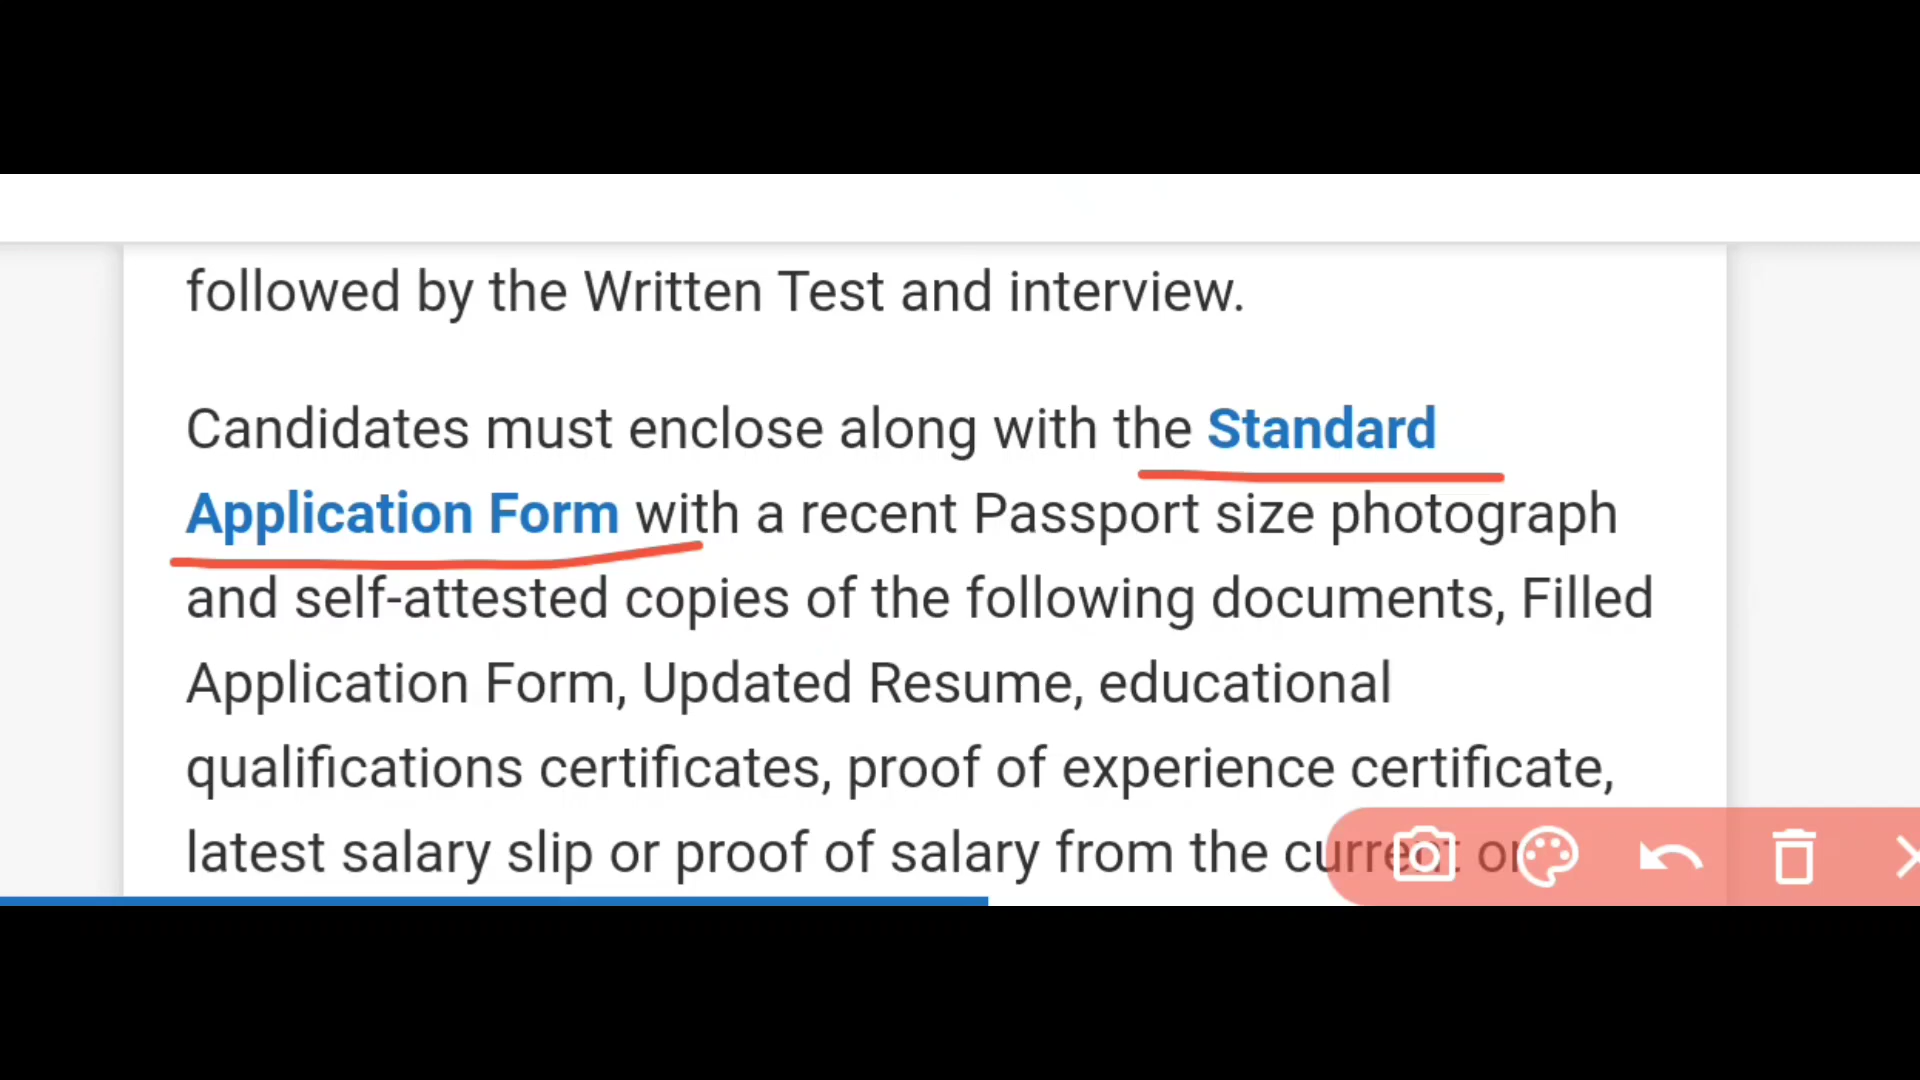 followed by the Written Test and interview.
Candidates must enclose along with the Standard
Application Form with a recent Passport size photograph
and self-attested copies of the following documents, Filled
Application Form, Updated Resume, educational
qualifications certificates, proof of experience certificate,
latest salary slip or proof of salary from the current or